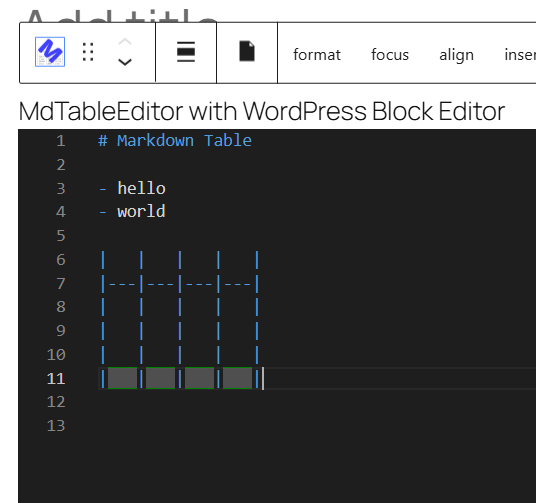 Add title
format focus align
MdTableEditor with WordPress Block Editor
1 # Markdown Table
2
3 - hello
4 - world
5
6 |   |   |   |   |
7 |---|---|---|---|
8 |   |   |   |   |
9 |   |   |   |   |
10 |   |   |   |   |
11 |   |   |   |   |
12
13